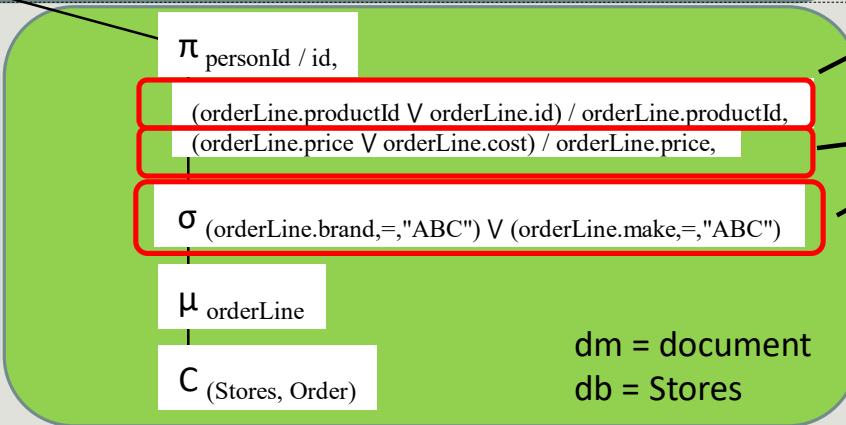 π personId / id,
(orderLine.productId V orderLine.id) / orderLine.productId,
(orderLine.price V orderLine.cost) / orderLine.price,
σ (orderLine.brand,=,"ABC") V (orderLine.make,=,"ABC")
μ orderLine
C (Stores, Order)
dm = document
db = Stores